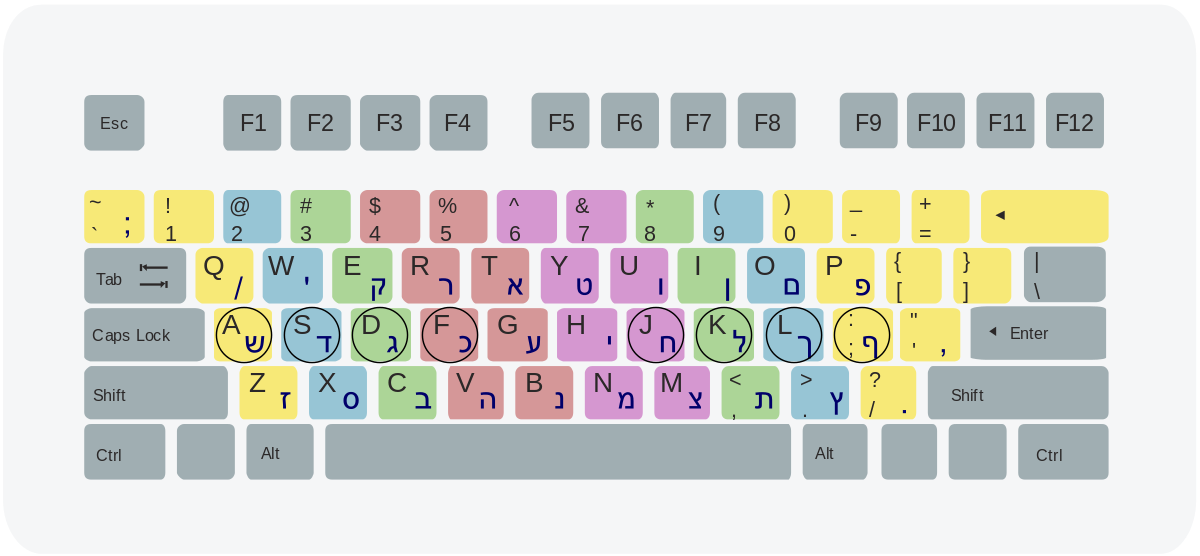 Esc F1 F2 F3 F4 F5 F6 F7 F8 F9 F10 F11 F12
~ ! @ # $ % ^ & * ( ) _ +
` ; 1 2 3 4 5 6 7 8 9 0 - =
Tab Q / W ' E ק R ר T א Y ט U ו I ן O ם P פ { [ } ] | \
Caps Lock A ש S ד D ג F כ G ע H י J ח K ל L ך : ; ף " ' , Enter
Shift Z ז X ס C ב V ה B נ N מ M צ < , ת > . ץ ? / . Shift
Ctrl Alt Alt Ctrl